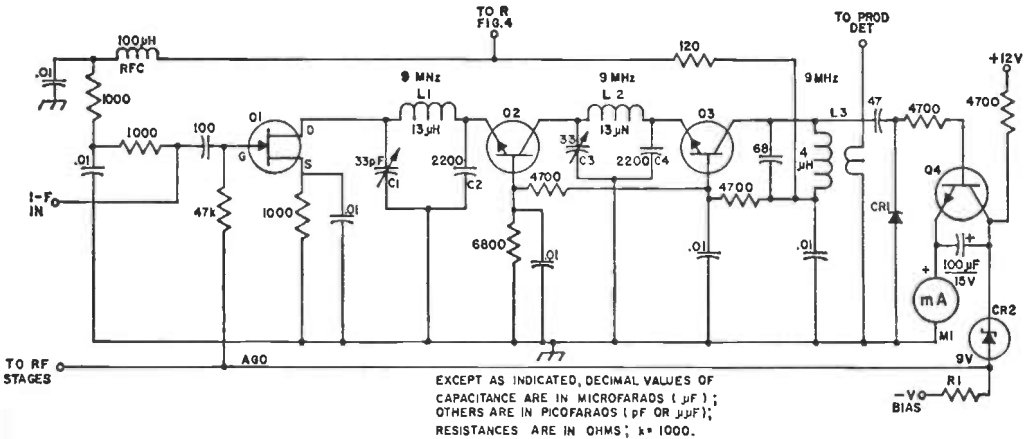 TO R
FIG.4
TO PROD
DET
100µH
RFC
120
+12V
.01
1000
9 MNz
L1
13µH
9 MHz
L2
13µN
9MHz
L3
47
4700
4700
1000
100
Q1
D
G
S
Q2
Q3
Q4
.01
33pF
C1
2200
C2
33
C3
2200
C4
68
4
µH
CR1
4700
4700
I-F
IN
47k
1000
.01
6800
.01
.01
.01
+
100µF
15V
+
mA
M1
CR2
9V
TO RF
STAGES
AGO
R1
-V
BIAS
EXCEPT AS INDICATED, DECIMAL VALUES OF
CAPACITANCE ARE IN MICROFARADS (µF);
OTHERS ARE IN PICOFARAOS (pF OR µµF);
RESISTANCES ARE IN OHMS; k= 1000.